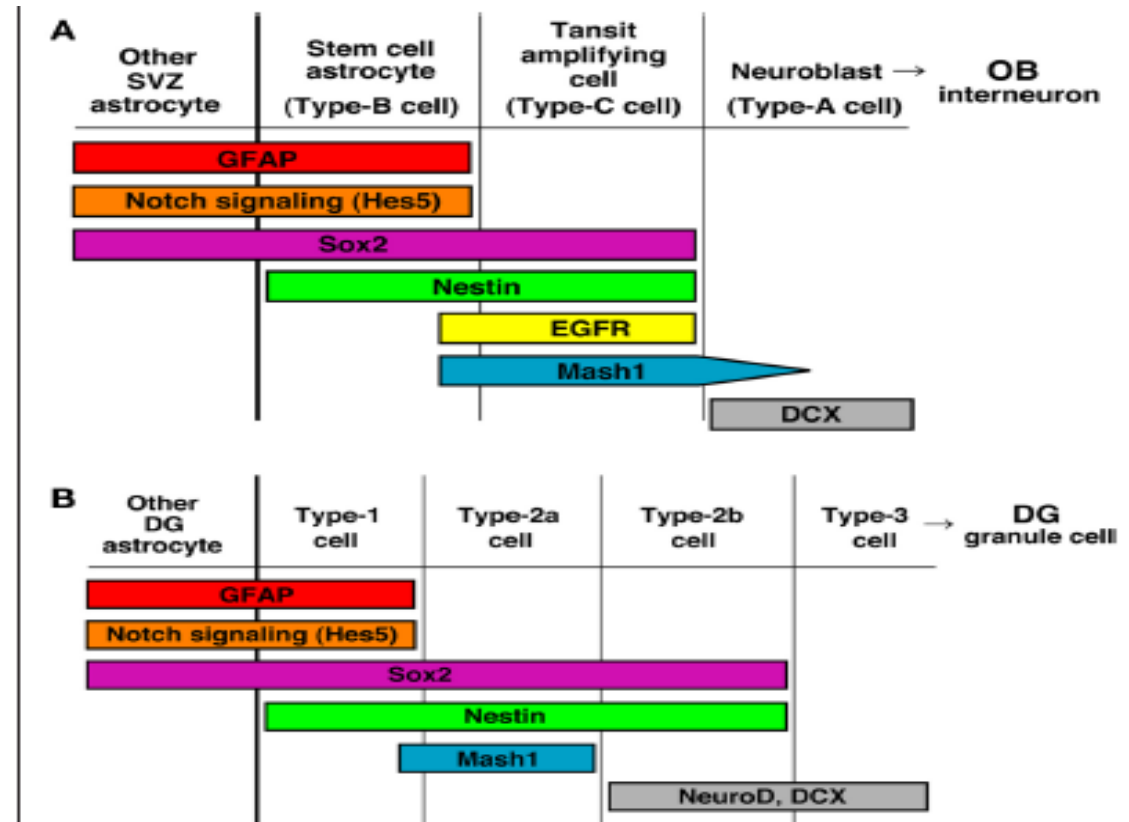 A
Other
SVZ
astrocyte
Stem cell
astrocyte
(Type-B cell)
Tansit
amplifying
cell
(Type-C cell)
Neuroblast →
(Type-A cell)
OB
interneuron
GFAP
Notch signaling (Hes5)
Sox2
Nestin
EGFR
Mash1
DCX
B
Other
DG
astrocyte
Type-1
cell
Type-2a
cell
Type-2b
cell
Type-3
cell
→
DG
granule cell
GFAP
Notch signaling (Hes5)
Sox2
Nestin
Mash1
NeuroD, DCX